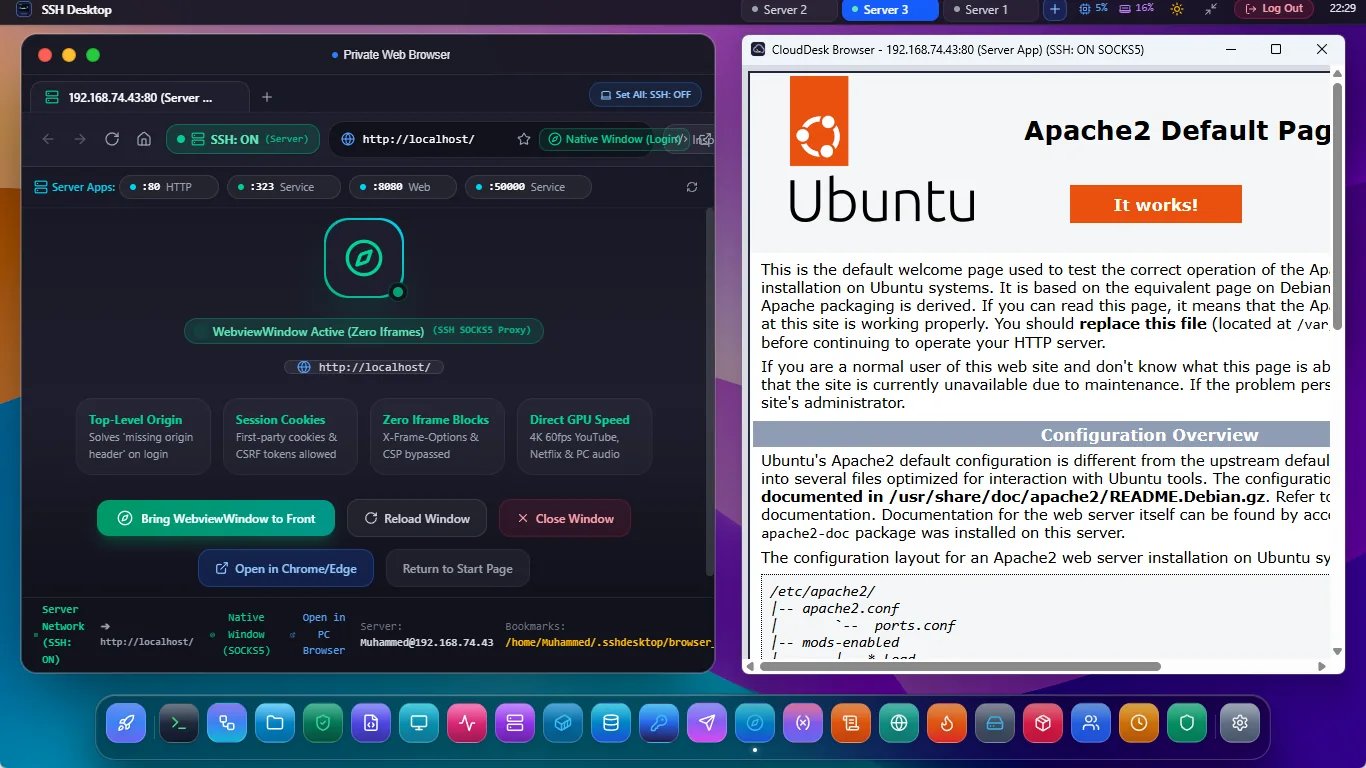 SSH Desktop
Server 2
Server 3
Server 1
5%
16%
Log Out
22:29
Private Web Browser
192.168.74.43:80 (Server ...
Set All: SSH: OFF
SSH: ON (Server)
http://localhost/
Native Window (Login)
Server Apps:
:80 HTTP
:323 Service
:8080 Web
:50000 Service
WebviewWindow Active (Zero Iframes) (SSH SOCKS5 Proxy)
http://localhost/
Top-Level Origin
Solves 'missing origin
header' on login
Session Cookies
First-party cookies &
CSRF tokens allowed
Zero Iframe Blocks
X-Frame-Options &
CSP bypassed
Direct GPU Speed
4K 60fps YouTube,
Netflix & PC audio
Bring WebviewWindow to Front
Reload Window
Close Window
Open in Chrome/Edge
Return to Start Page
Server
Network
(SSH:
ON)
➔
http://localhost/
Native
Window
(SOCKS5)
Open in
PC
Browser
Server:
Muhammed@192.168.74.43
Bookmarks:
/home/Muhammed/.sshdesktop/browser_
CloudDesk Browser - 192.168.74.43:80 (Server App) (SSH: ON SOCKS5)
Ubuntu
Apache2 Default Pag
It works!
This is the default welcome page used to test the correct operation of the Ap
installation on Ubuntu systems. It is based on the equivalent page on Debian
Apache packaging is derived. If you can read this page, it means that the Ap
at this site is working properly. You should replace this file (located at /var
before continuing to operate your HTTP server.
If you are a normal user of this web site and don't know what this page is ab
that the site is currently unavailable due to maintenance. If the problem pers
site's administrator.
Configuration Overview
Ubuntu's Apache2 default configuration is different from the upstream defaul
into several files optimized for interaction with Ubuntu tools. The configuratio
documented in /usr/share/doc/apache2/README.Debian.gz. Refer to
documentation. Documentation for the web server itself can be found by acc
apache2-doc package was installed on this server.
The configuration layout for an Apache2 web server installation on Ubuntu sy
/etc/apache2/
|-- apache2.conf
|       `--  ports.conf
|-- mods-enabled